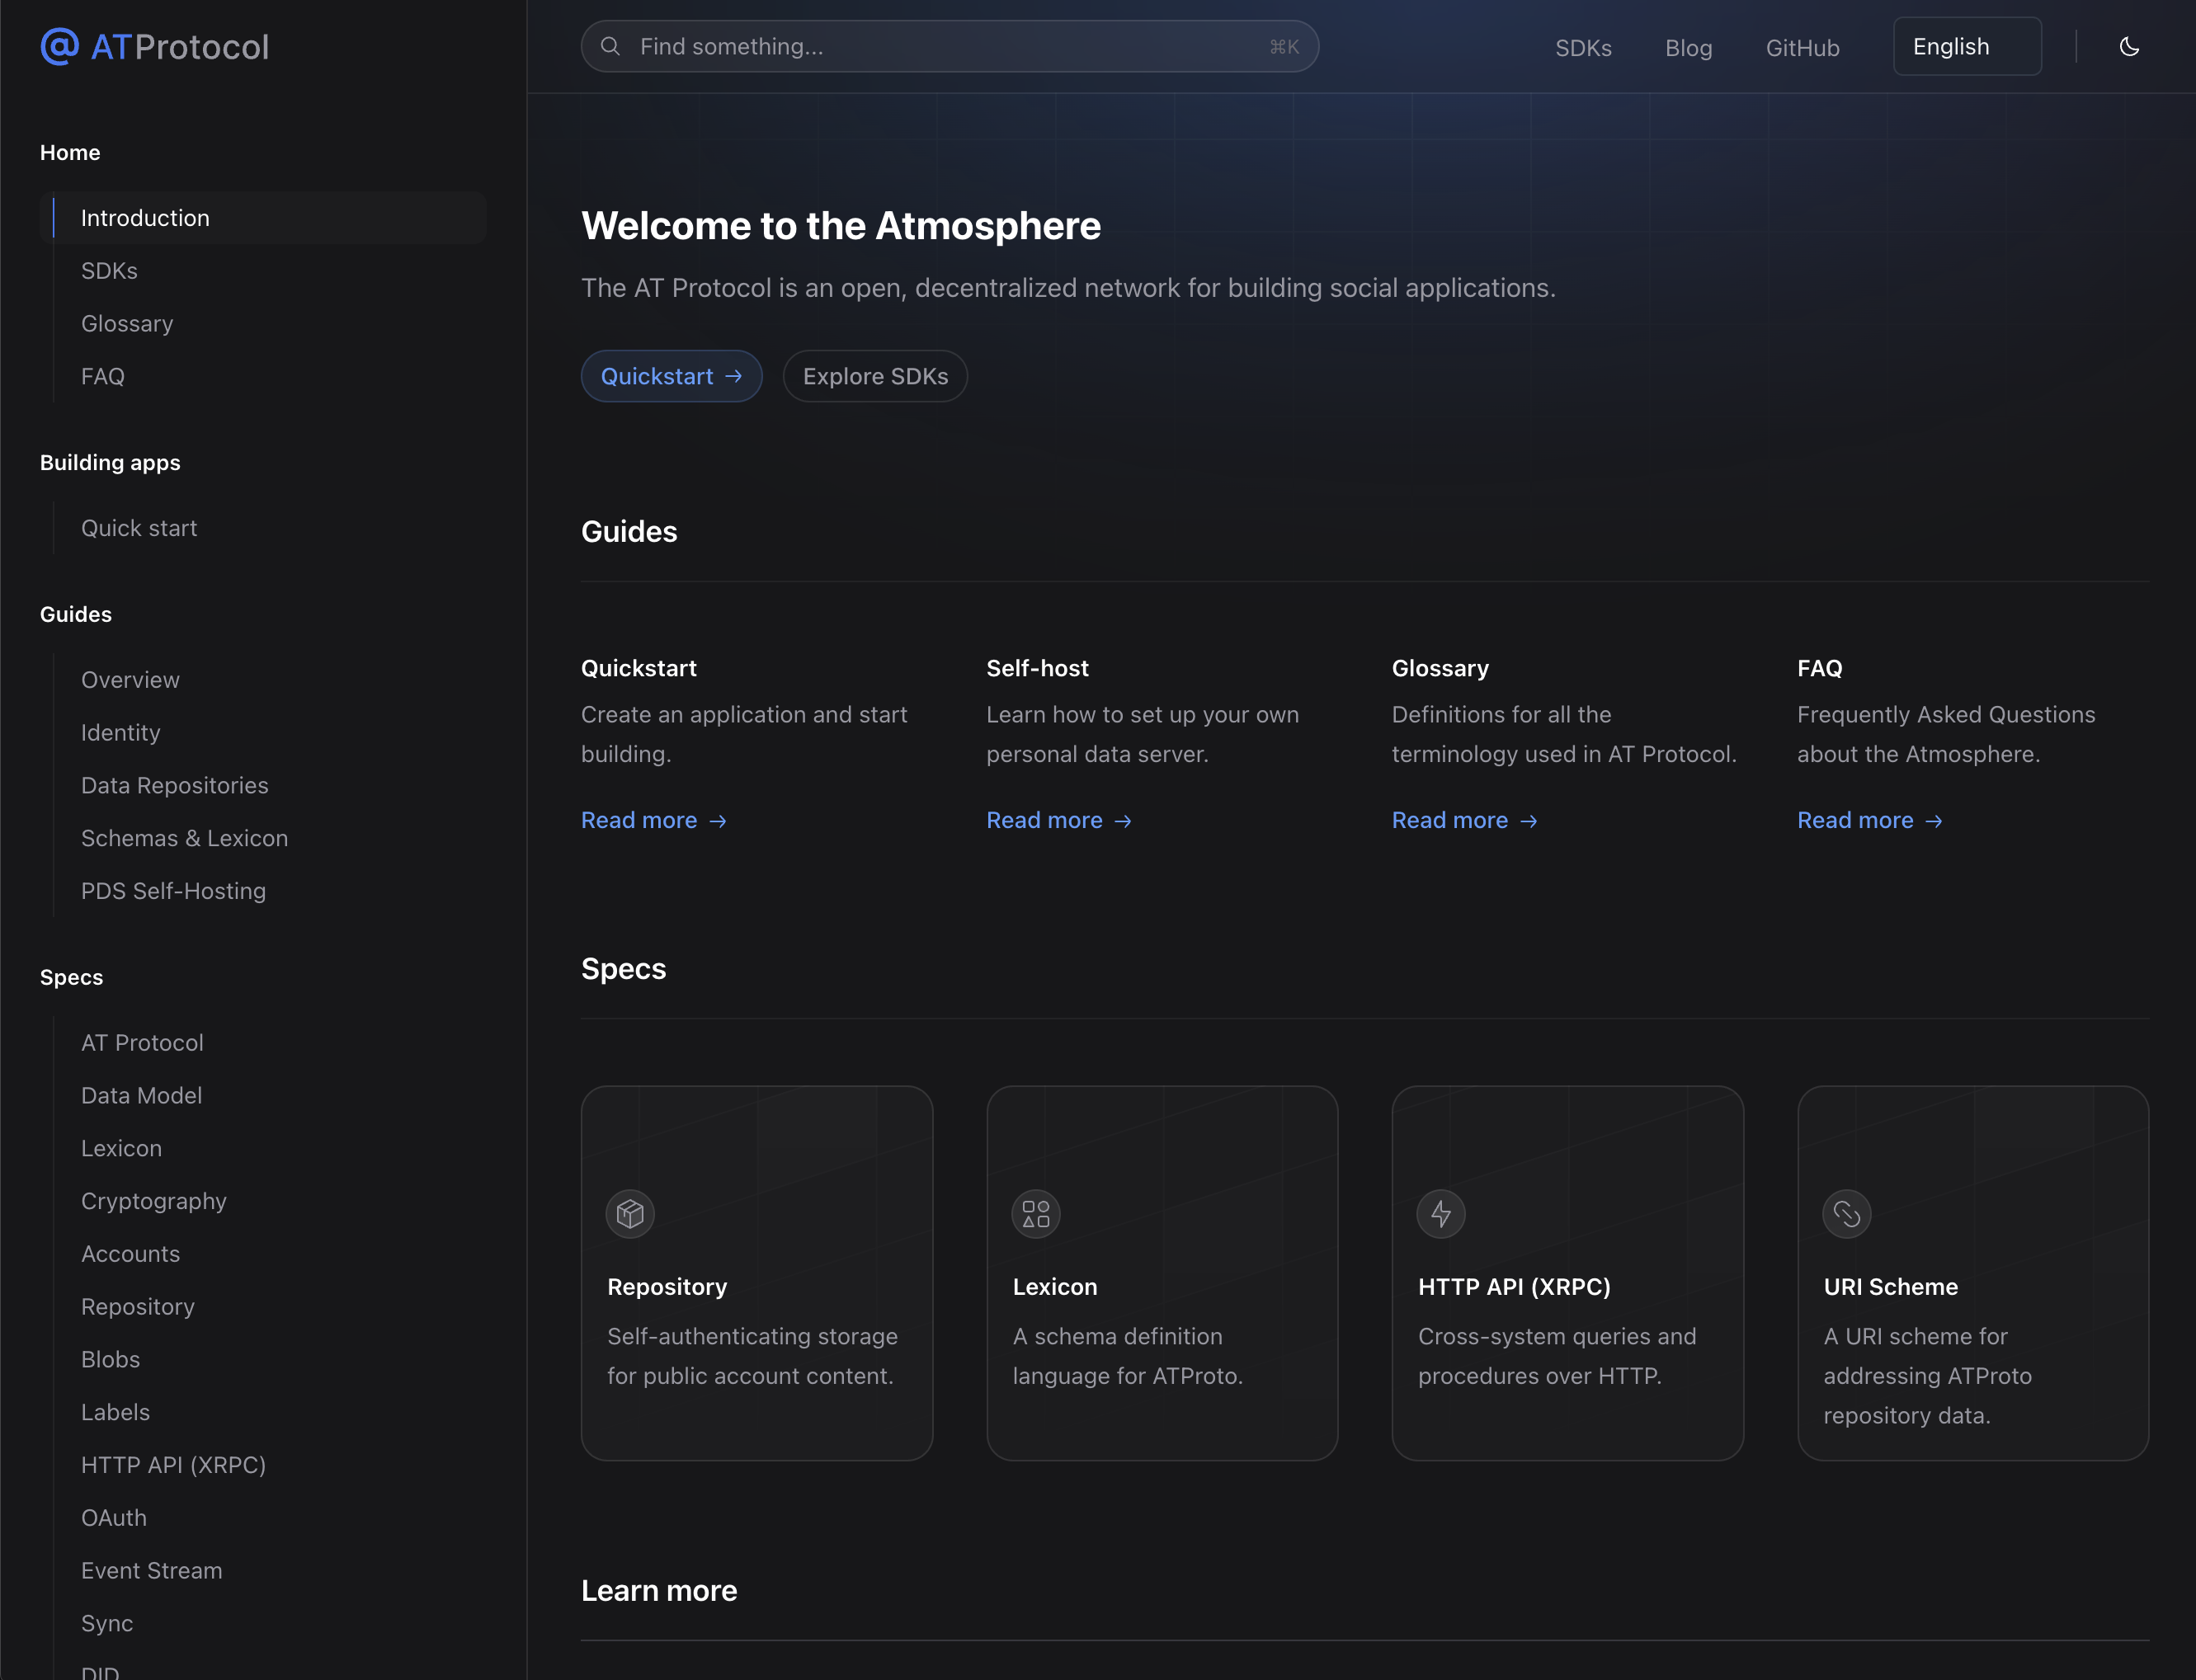 @ ATProtocol
Find something...
⌘K
SDKs
Blog
GitHub
English
Home
Introduction
SDKs
Glossary
FAQ
Building apps
Quick start
Guides
Overview
Identity
Data Repositories
Schemas & Lexicon
PDS Self-Hosting
Specs
AT Protocol
Data Model
Lexicon
Cryptography
Accounts
Repository
Blobs
Labels
HTTP API (XRPC)
OAuth
Event Stream
Sync
DID
Welcome to the Atmosphere
The AT Protocol is an open, decentralized network for building social applications.
Quickstart →
Explore SDKs
Guides
Quickstart
Create an application and start
building.
Read more →
Self-host
Learn how to set up your own
personal data server.
Read more →
Glossary
Definitions for all the
terminology used in AT Protocol.
Read more →
FAQ
Frequently Asked Questions
about the Atmosphere.
Read more →
Specs
Repository
Self-authenticating storage
for public account content.
Lexicon
A schema definition
language for ATProto.
HTTP API (XRPC)
Cross-system queries and
procedures over HTTP.
URI Scheme
A URI scheme for
addressing ATProto
repository data.
Learn more